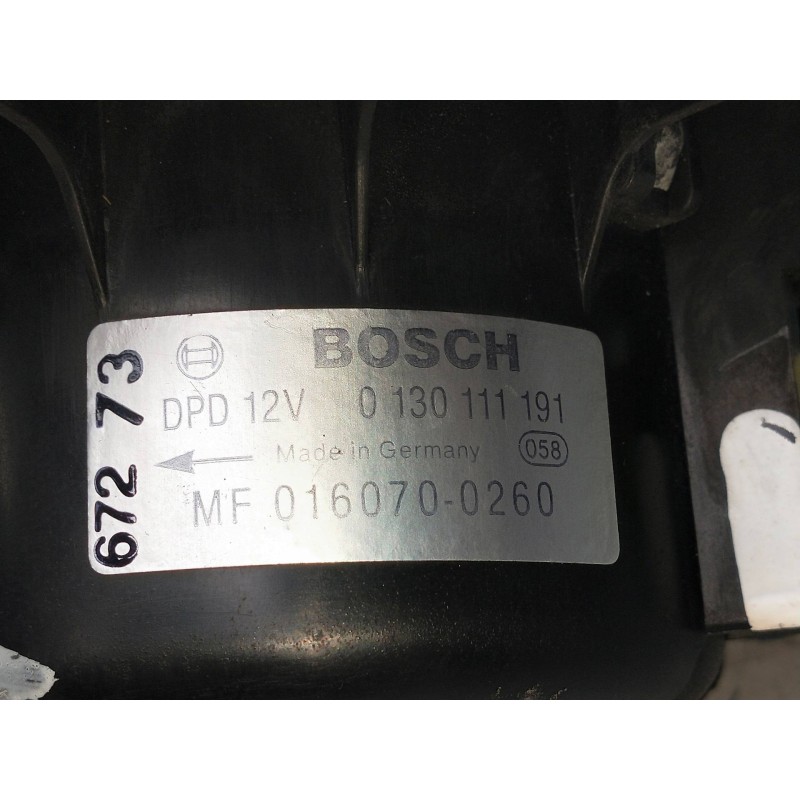 BOSCH
DPD 12V 0 130 111 191
Made in Germany 058
MF 016070-0260
672 73